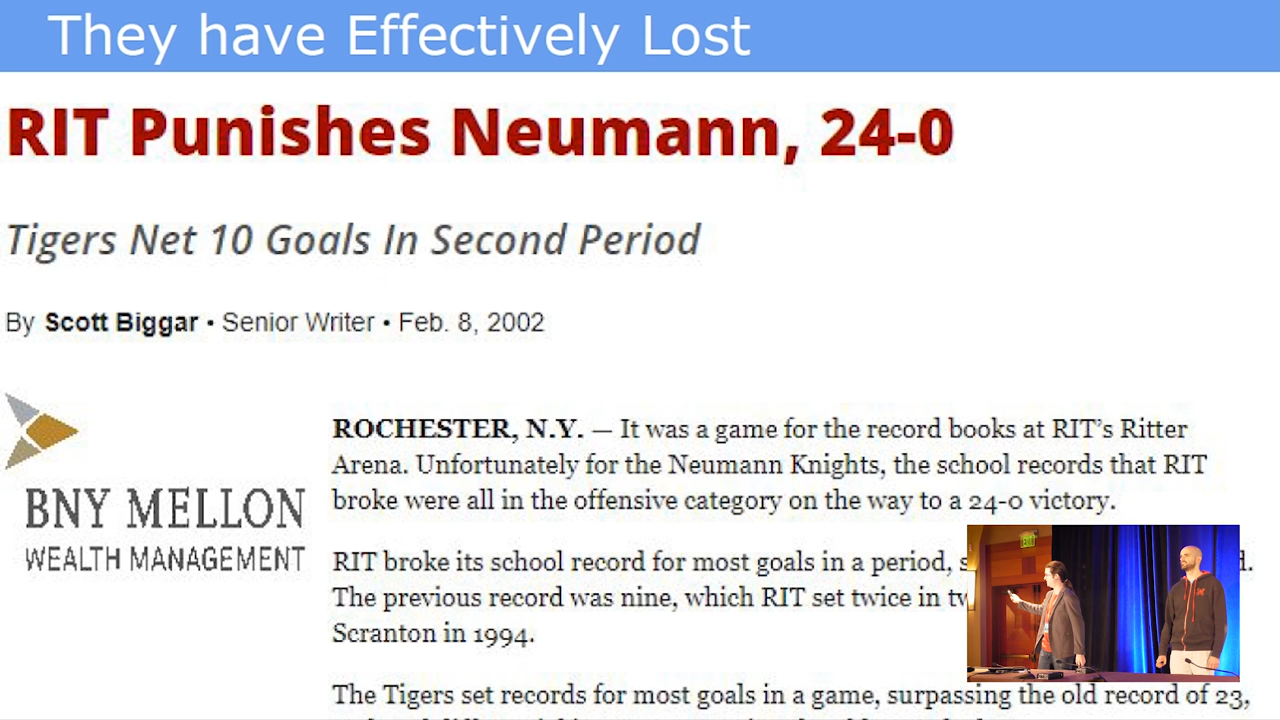 They have Effectively Lost
RIT Punishes Neumann, 24-0
Tigers Net 10 Goals In Second Period
By Scott Biggar • Senior Writer • Feb. 8, 2002
BNY MELLON
WEALTH MANAGEMENT
ROCHESTER, N.Y. — It was a game for the record books at RIT's Ritter
Arena. Unfortunately for the Neumann Knights, the school records that RIT
broke were all in the offensive category on the way to a 24-0 victory.
RIT broke its school record for most goals in a period,
The previous record was nine, which RIT set twice in
Scranton in 1994.
The Tigers set records for most goals in a game, surpassing the old record of 23,